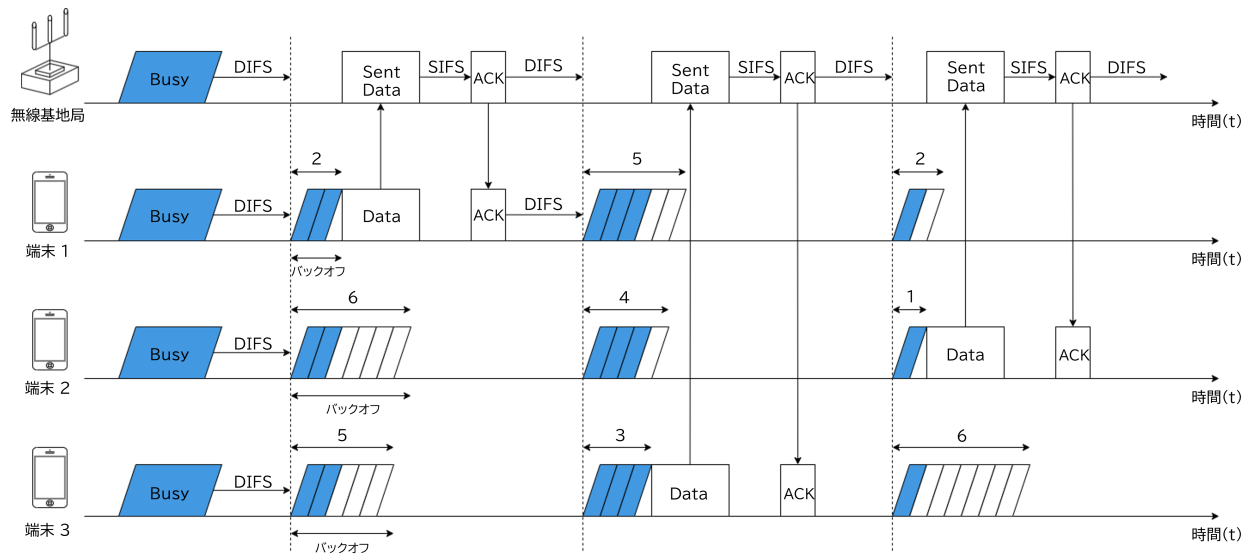 Busy
DIFS
Sent
Data
SIFS
ACK
DIFS
Sent
Data
SIFS
ACK
DIFS
Sent
Data
SIFS
ACK
DIFS
無線基地局
時間(t)
2
5
2
Busy
DIFS
Data
ACK
DIFS
端末 1
時間(t)
バックオフ
6
4
1
Busy
DIFS
Data
ACK
端末 2
時間(t)
バックオフ
5
3
6
Busy
DIFS
Data
ACK
端末 3
時間(t)
バックオフ